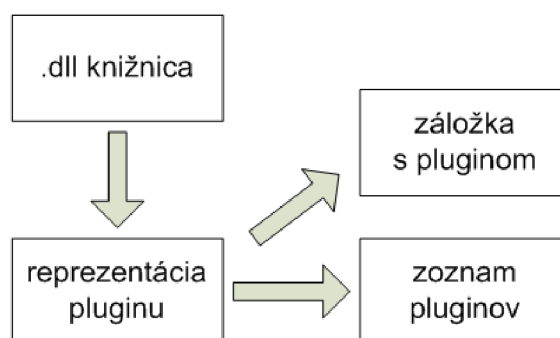 .dll knižnica
záložka
s pluginom
reprezentácia
pluginu
zoznam
pluginov